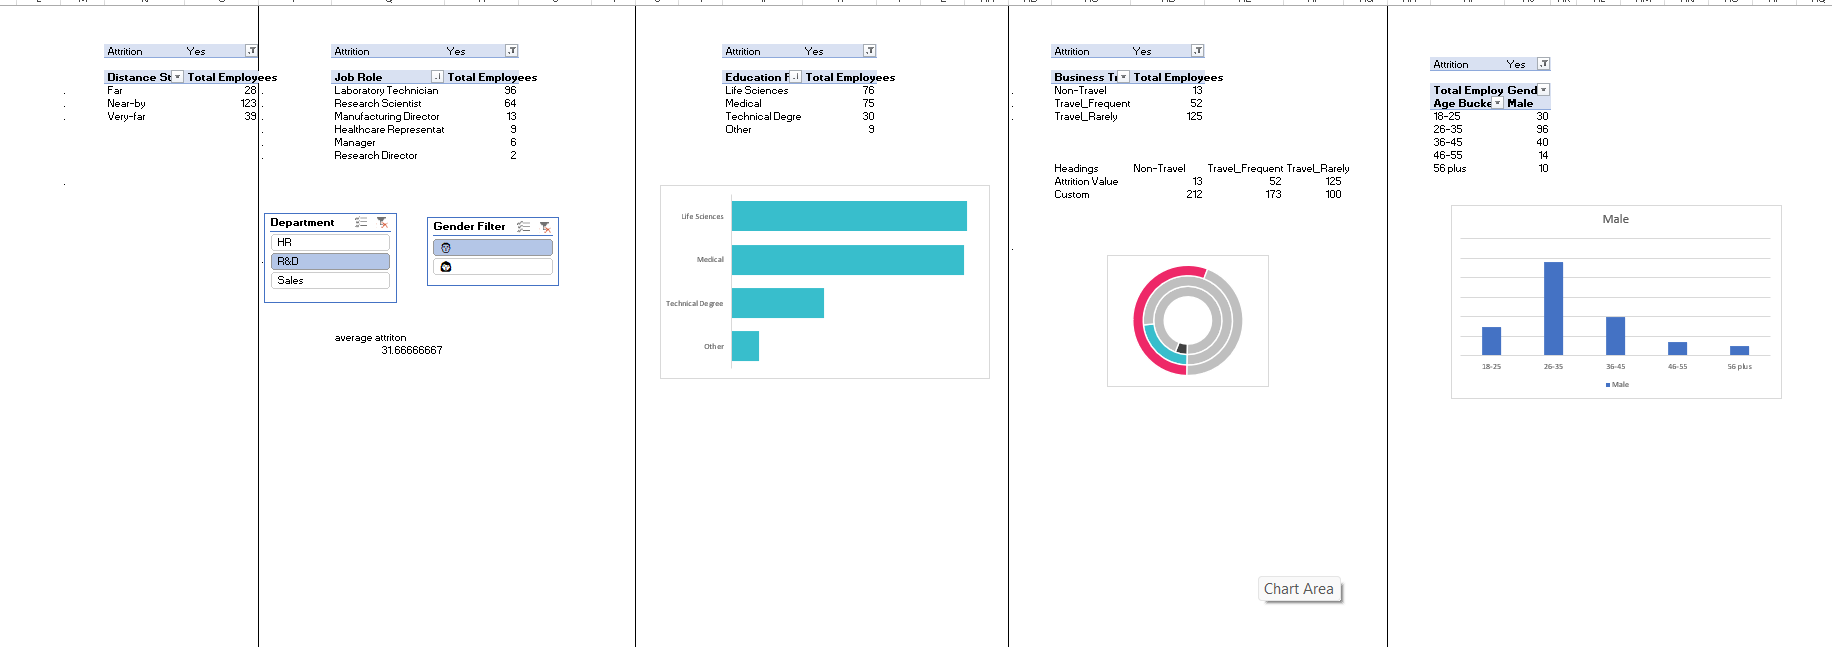 Attrition Yes
Distance St Total Employees
Far 28
Near-by 123
Very-far 39
Attrition Yes
Job Role Total Employees
Laboratory Technician 96
Research Scientist 64
Manufacturing Director 13
Healthcare Representat 9
Manager 6
Research Director 2
Department
HR
R&D
Sales
Gender Filter
average attriton
31.66666667
Attrition Yes
Education F Total Employees
Life Sciences 76
Medical 75
Technical Degre 30
Other 9
Life Sciences
Medical
Technical Degree
Other
Attrition Yes
Business Tr Total Employees
Non-Travel 13
Travel_Frequent 52
Travel_Rarely 125
Headings Non-Travel Travel_Frequent Travel_Rarely
Attrition Value 13 52 125
Custom 212 173 100
Chart Area
Attrition Yes
Total Employ Gend
Age Bucke Male
18-25 30
26-35 96
36-45 40
46-55 14
56 plus 10
Male
18-25 26-35 36-45 46-55 56 plus
Male